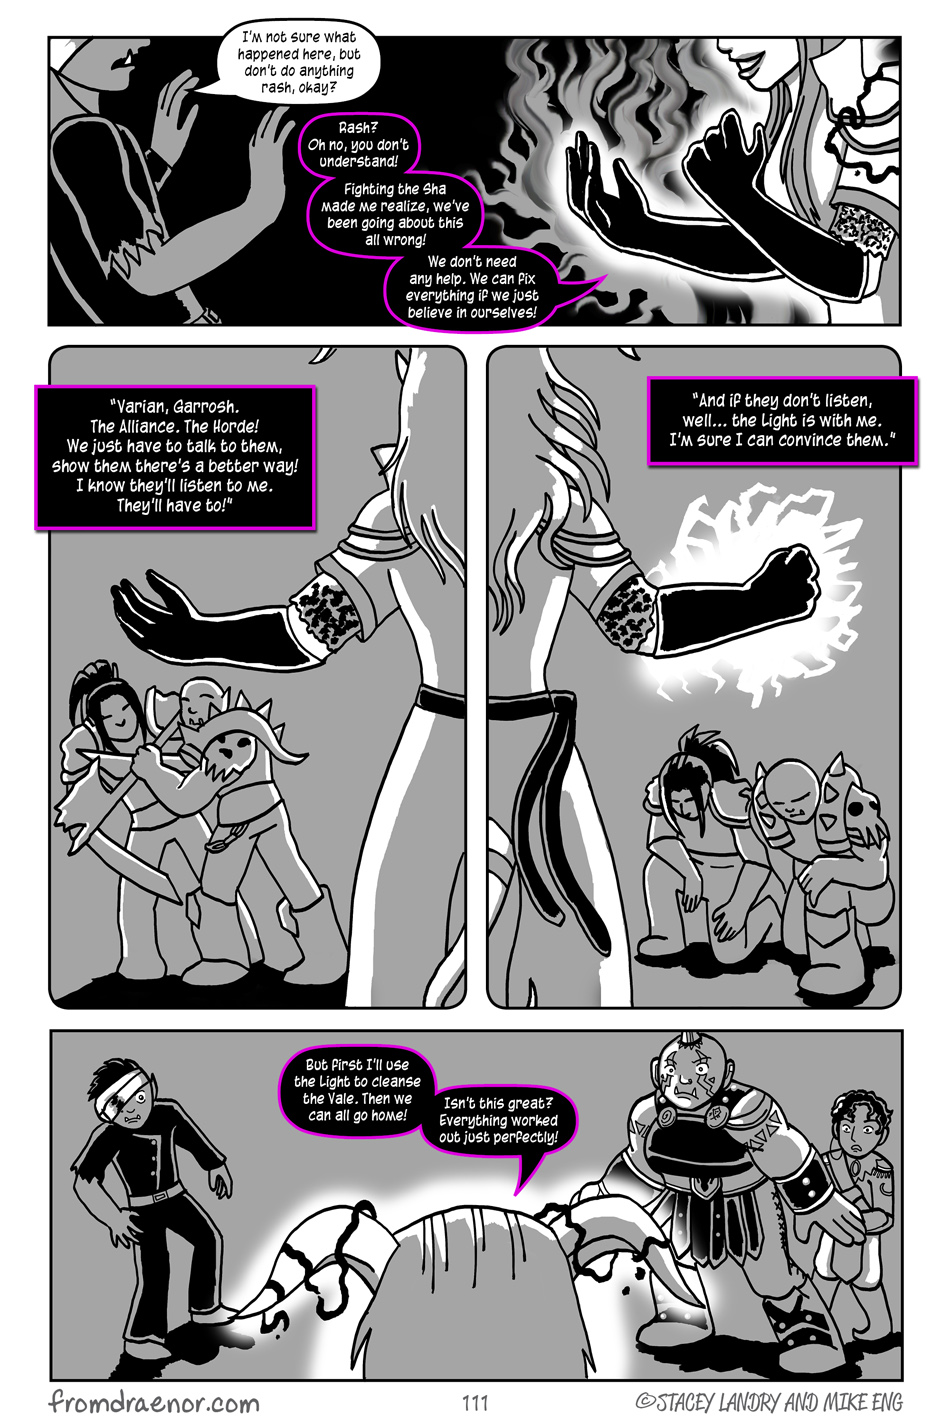 I'm not sure what
happened here, but
don't do anything
rash, okay?
Rash?
Oh no, you don't
understand!
Fighting the Sha
made me realize, we've
been going about this
all wrong!
We don't need
any help. We can fix
everything if we just
believe in ourselves!
"Varian, Garrosh.
The Alliance. The Horde!
We just have to talk to them,
show them there's a better way!
I know they'll listen to me.
They'll have to!"
"And if they don't listen,
well... the Light is with me.
I'm sure I can convince them."
But first I'll use
the Light to cleanse
the Vale. Then we
can all go home!
Isn't this great?
Everything worked
out just perfectly!
fromdraenor.com
111
©STACEY LANDRY AND MIKE ENG